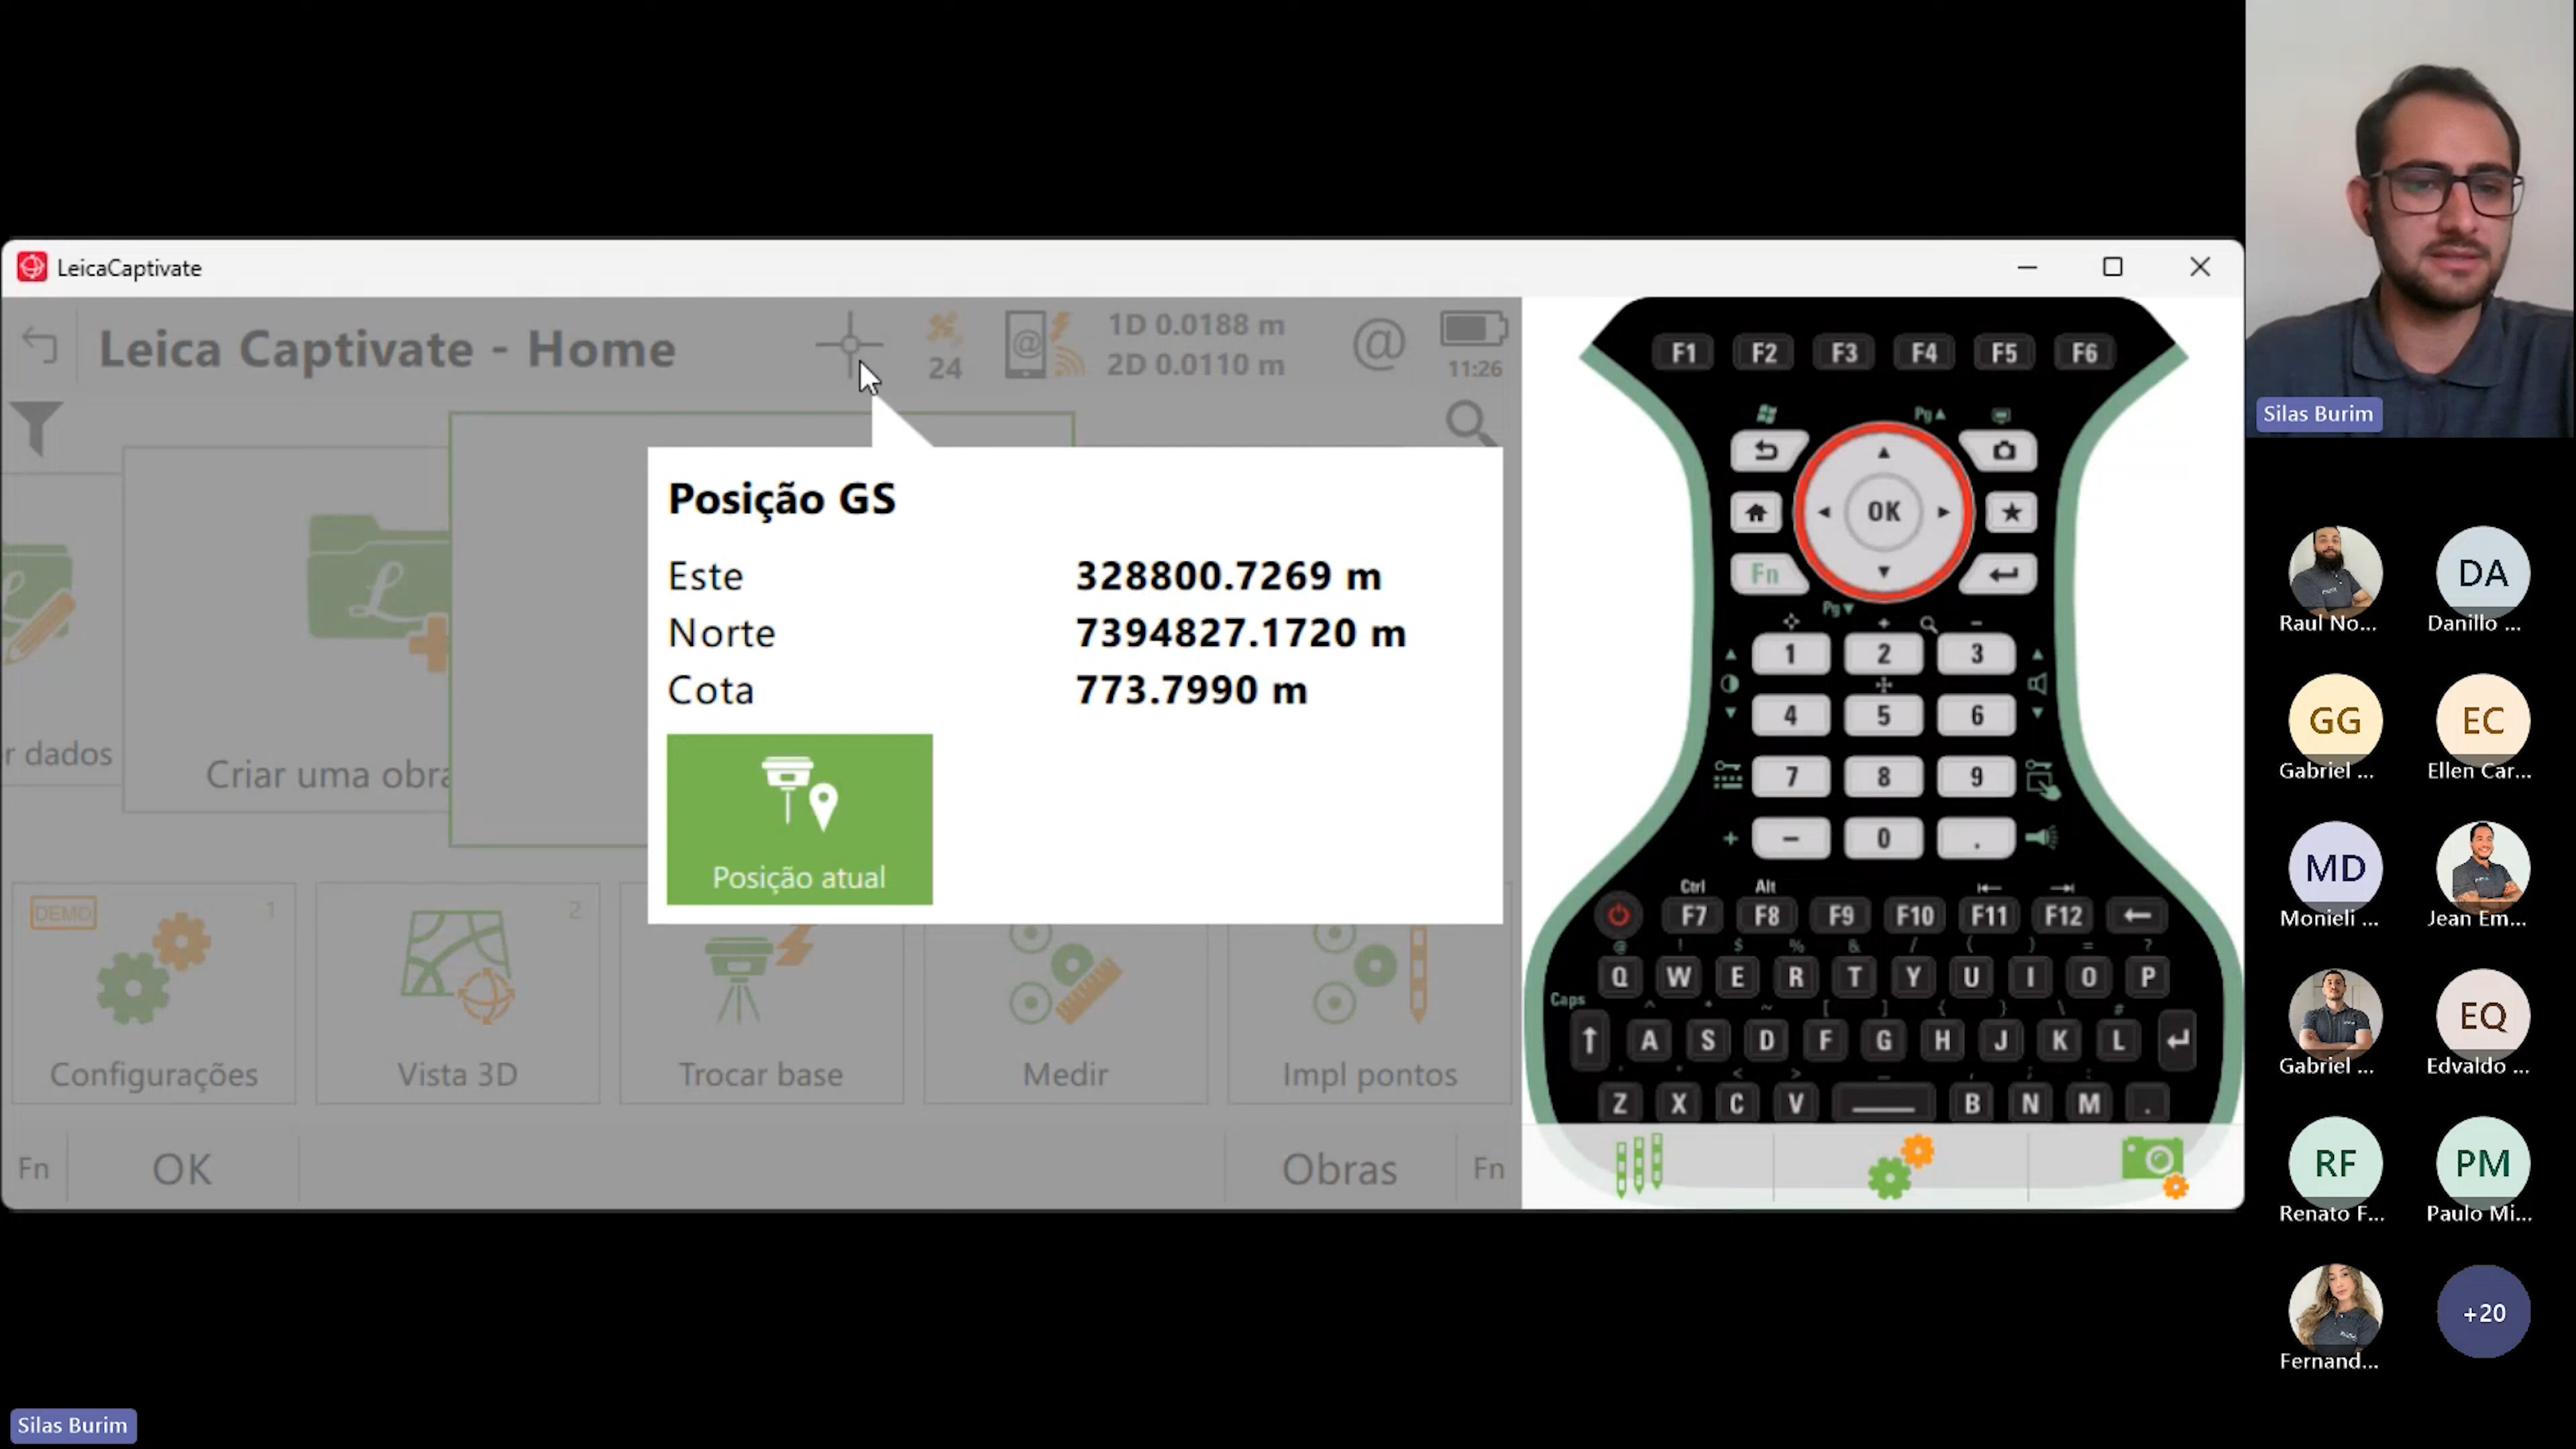 LeicaCaptivate
Leica Captivate - Home
24
@
1D 0.0188 m
2D 0.0110 m
@
11:26
Posição GS
Este 328800.7269 m
Norte 7394827.1720 m
Cota 773.7990 m
Posição atual
r dados
Criar uma obra
DEMO
1
2
Configurações
Vista 3D
Trocar base
Medir
Impl pontos
Fn
OK
Obras
Fn
F1 F2 F3 F4 F5 F6
Pg
OK
Fn
Pg
+ -
1 2 3
4 5 6
7 8 9
+ - 0 .
Ctrl Alt
F7 F8 F9 F10 F11 F12
@ ! $ % & / ( ) = ?
Q W E R T Y U I O P
Caps
^ * ~ [ ] { } \ #
A S D F G H J K L
< > _ , ; :
Z X C V B N M .
Silas Burim
Raul No...
DA
Danillo ...
GG
Gabriel ...
EC
Ellen Car...
MD
Monieli ...
Jean Em...
Gabriel ...
EQ
Edvaldo ...
RF
Renato F...
PM
Paulo Mi...
Fernand...
+20
Silas Burim